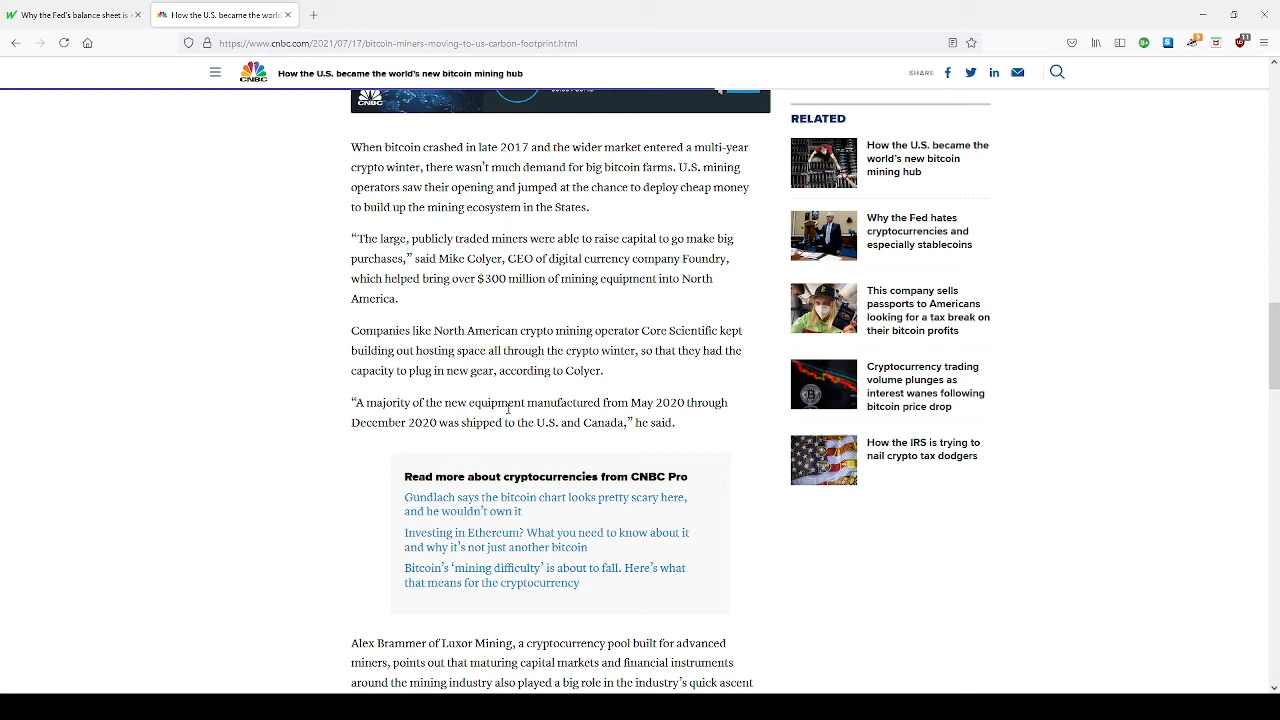 Why the Fed's balance sheet is
How the U.S. became the world
https://www.cnbc.com/2021/07/17/bitcoin-miners-moving-to-us-carbon-footprint.html
9
11
CNBC
How the U.S. became the world's new bitcoin mining hub
SHARE
CNBC
When bitcoin crashed in late 2017 and the wider market entered a multi-year
crypto winter, there wasn't much demand for big bitcoin farms. U.S. mining
operators saw their opening and jumped at the chance to deploy cheap money
to build up the mining ecosystem in the States.
“The large, publicly traded miners were able to raise capital to go make big
purchases,” said Mike Colyer, CEO of digital currency company Foundry,
which helped bring over $300 million of mining equipment into North
America.
Companies like North American crypto mining operator Core Scientific kept
building out hosting space all through the crypto winter, so that they had the
capacity to plug in new gear, according to Colyer.
“A majority of the new equipment manufactured from May 2020 through
December 2020 was shipped to the U.S. and Canada,” he said.
Read more about cryptocurrencies from CNBC Pro
Gundlach says the bitcoin chart looks pretty scary here,
and he wouldn't own it
Investing in Ethereum? What you need to know about it
and why it's not just another bitcoin
Bitcoin's ‘mining difficulty’ is about to fall. Here's what
that means for the cryptocurrency
Alex Brammer of Luxor Mining, a cryptocurrency pool built for advanced
miners, points out that maturing capital markets and financial instruments
around the mining industry also played a big role in the industry's quick ascent
RELATED
How the U.S. became the
world's new bitcoin
mining hub
Why the Fed hates
cryptocurrencies and
especially stablecoins
This company sells
passports to Americans
looking for a tax break on
their bitcoin profits
Cryptocurrency trading
volume plunges as
interest wanes following
bitcoin price drop
How the IRS is trying to
nail crypto tax dodgers